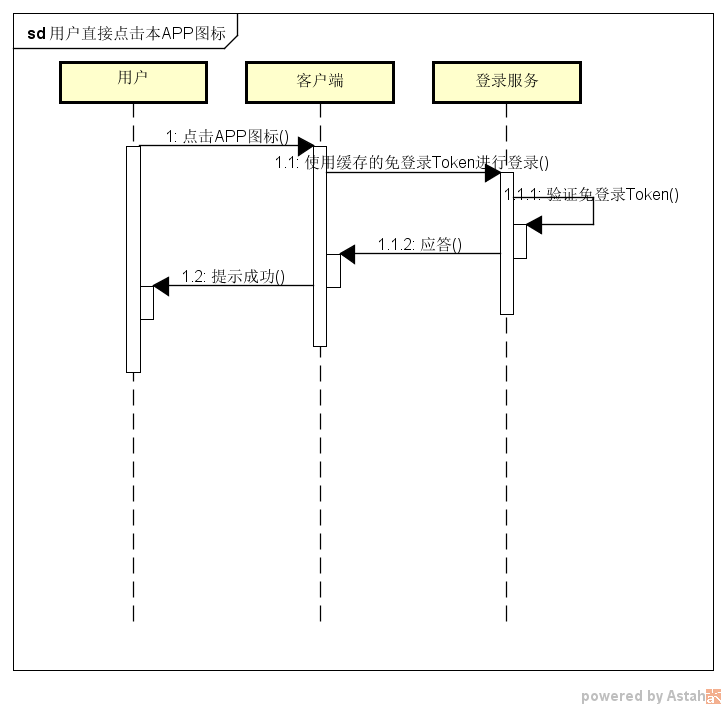 sd 用户直接点击本APP图标
用户
客户端
登录服务
1: 点击APP图标()
1.1: 使用缓存的免登录Token进行登录()
1.1.1: 验证免登录Token()
1.1.2: 应答()
1.2: 提示成功()
powered by Astah